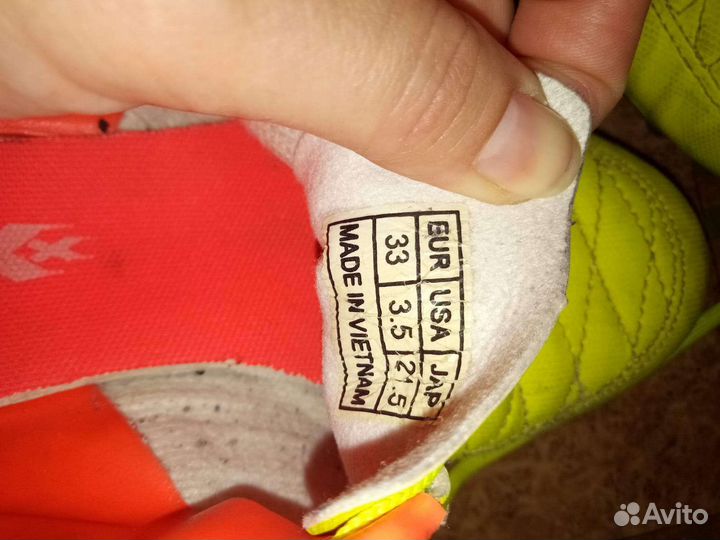 EUR USA JAP
33 3.5 21.5
MADE IN VIETNAM
Avito